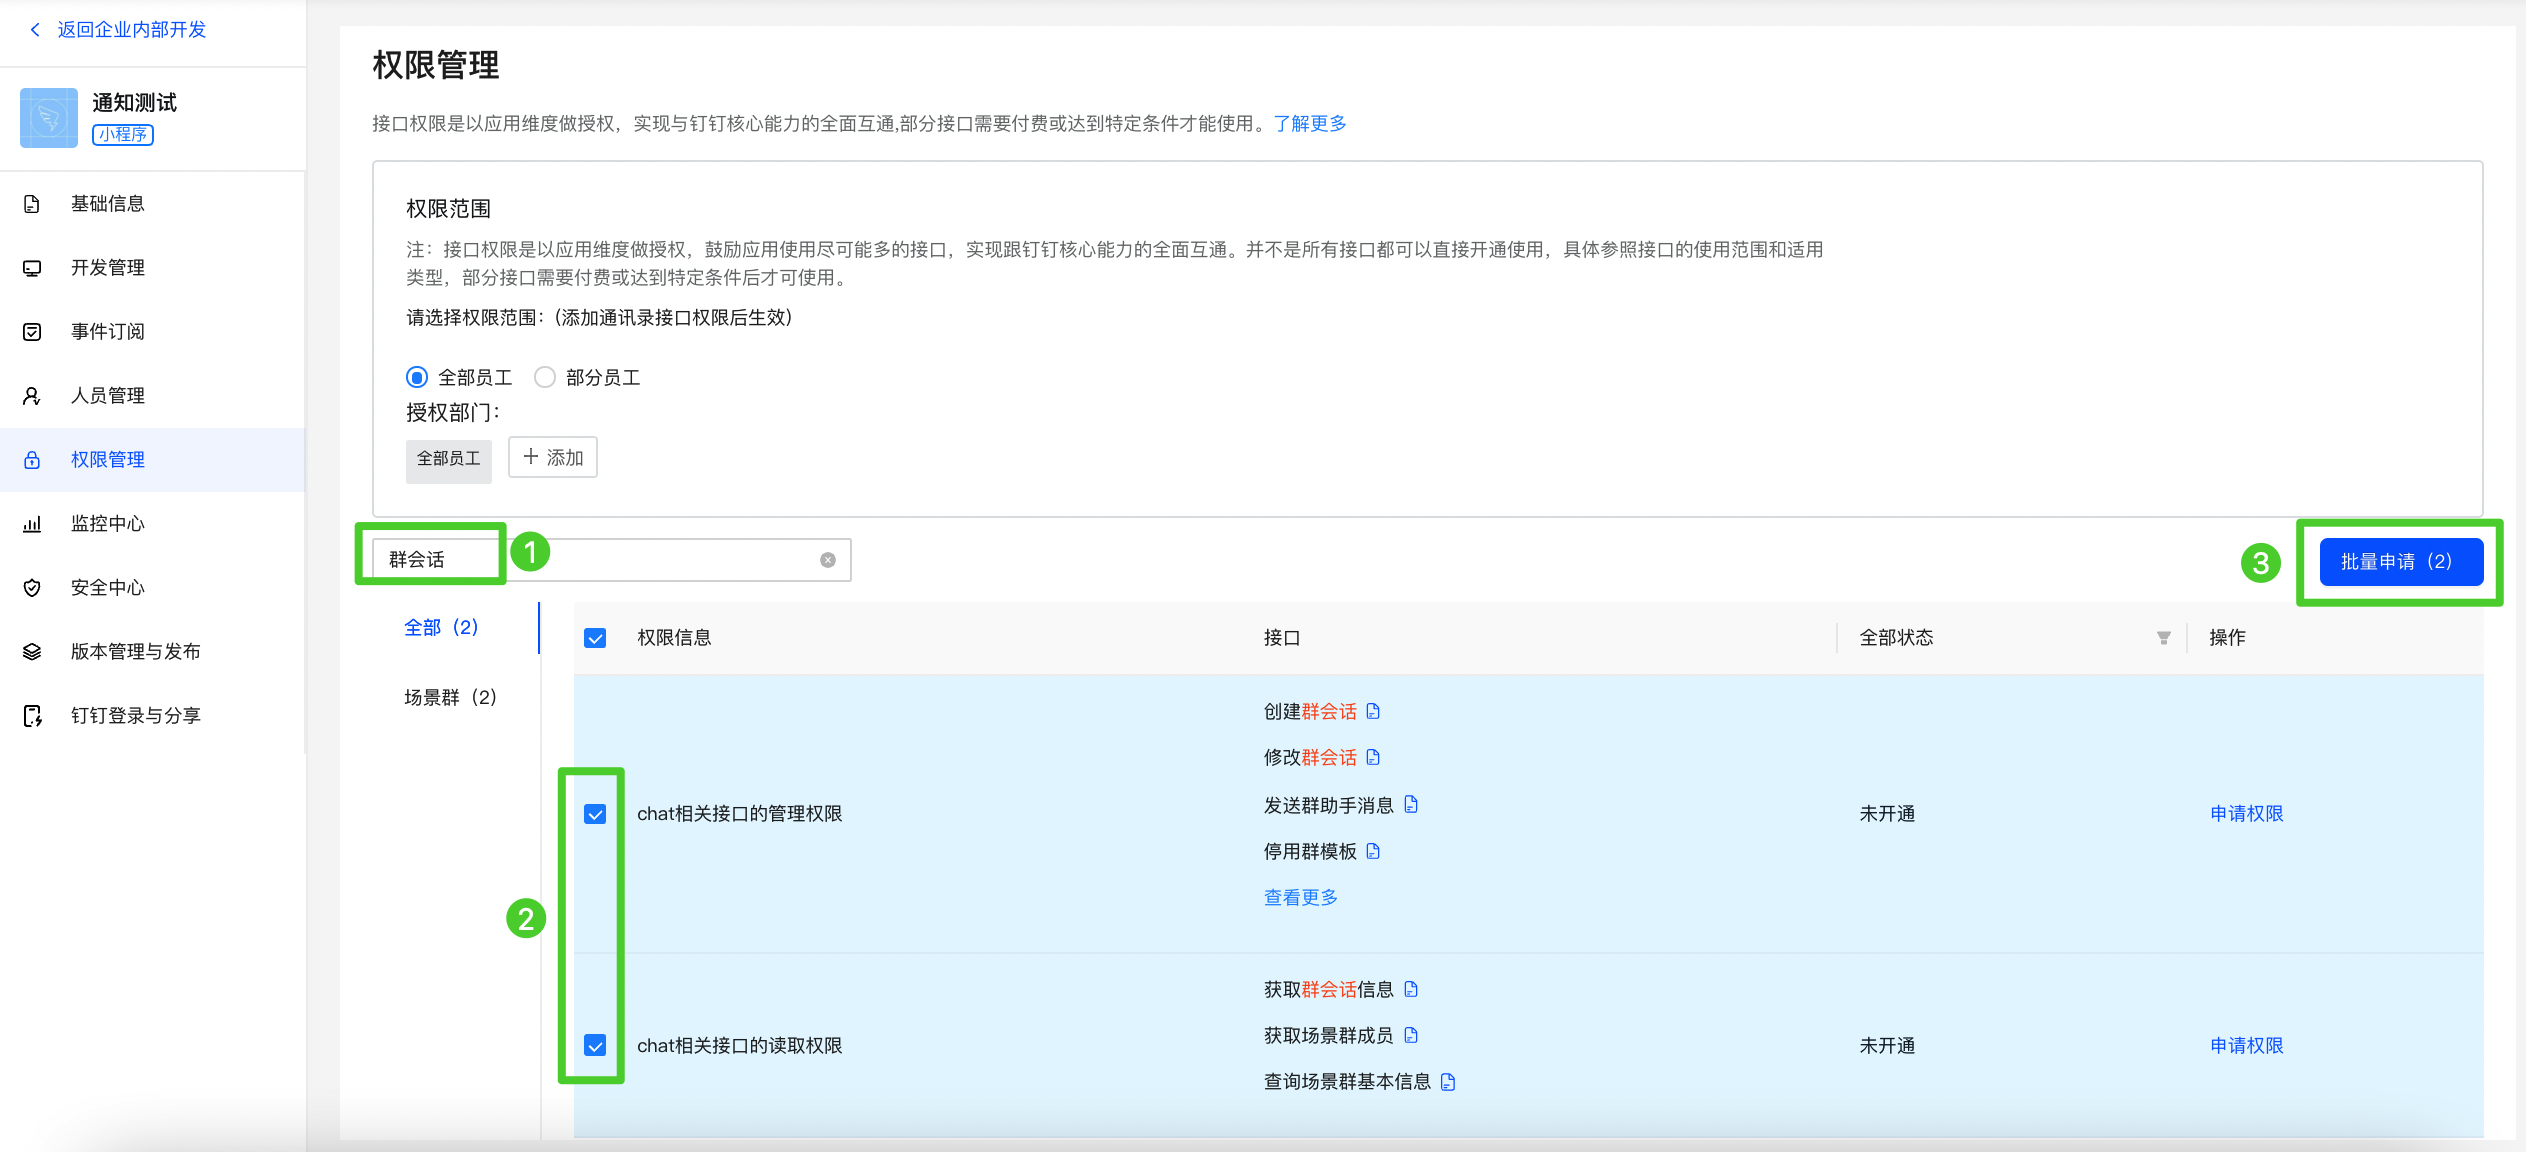 返回企业内部开发
通知测试
小程序
基础信息
开发管理
事件订阅
人员管理
权限管理
监控中心
安全中心
版本管理与发布
钉钉登录与分享
权限管理
接口权限是以应用维度做授权，实现与钉钉核心能力的全面互通,部分接口需要付费或达到特定条件才能使用。了解更多
权限范围
注：接口权限是以应用维度做授权，鼓励应用使用尽可能多的接口，实现跟钉钉核心能力的全面互通。并不是所有接口都可以直接开通使用，具体参照接口的使用范围和适用
类型，部分接口需要付费或达到特定条件后才可使用。
请选择权限范围：(添加通讯录接口权限后生效)
全部员工 部分员工
授权部门：
全部员工 添加
群会话 1
3 批量申请（2）
全部（2）
场景群（2）
权限信息 接口 全部状态 操作
创建群会话
修改群会话
发送群助手消息
chat相关接口的管理权限 未开通 申请权限
停用群模板
查看更多
2
获取群会话信息
获取场景群成员
chat相关接口的读取权限 未开通 申请权限
查询场景群基本信息